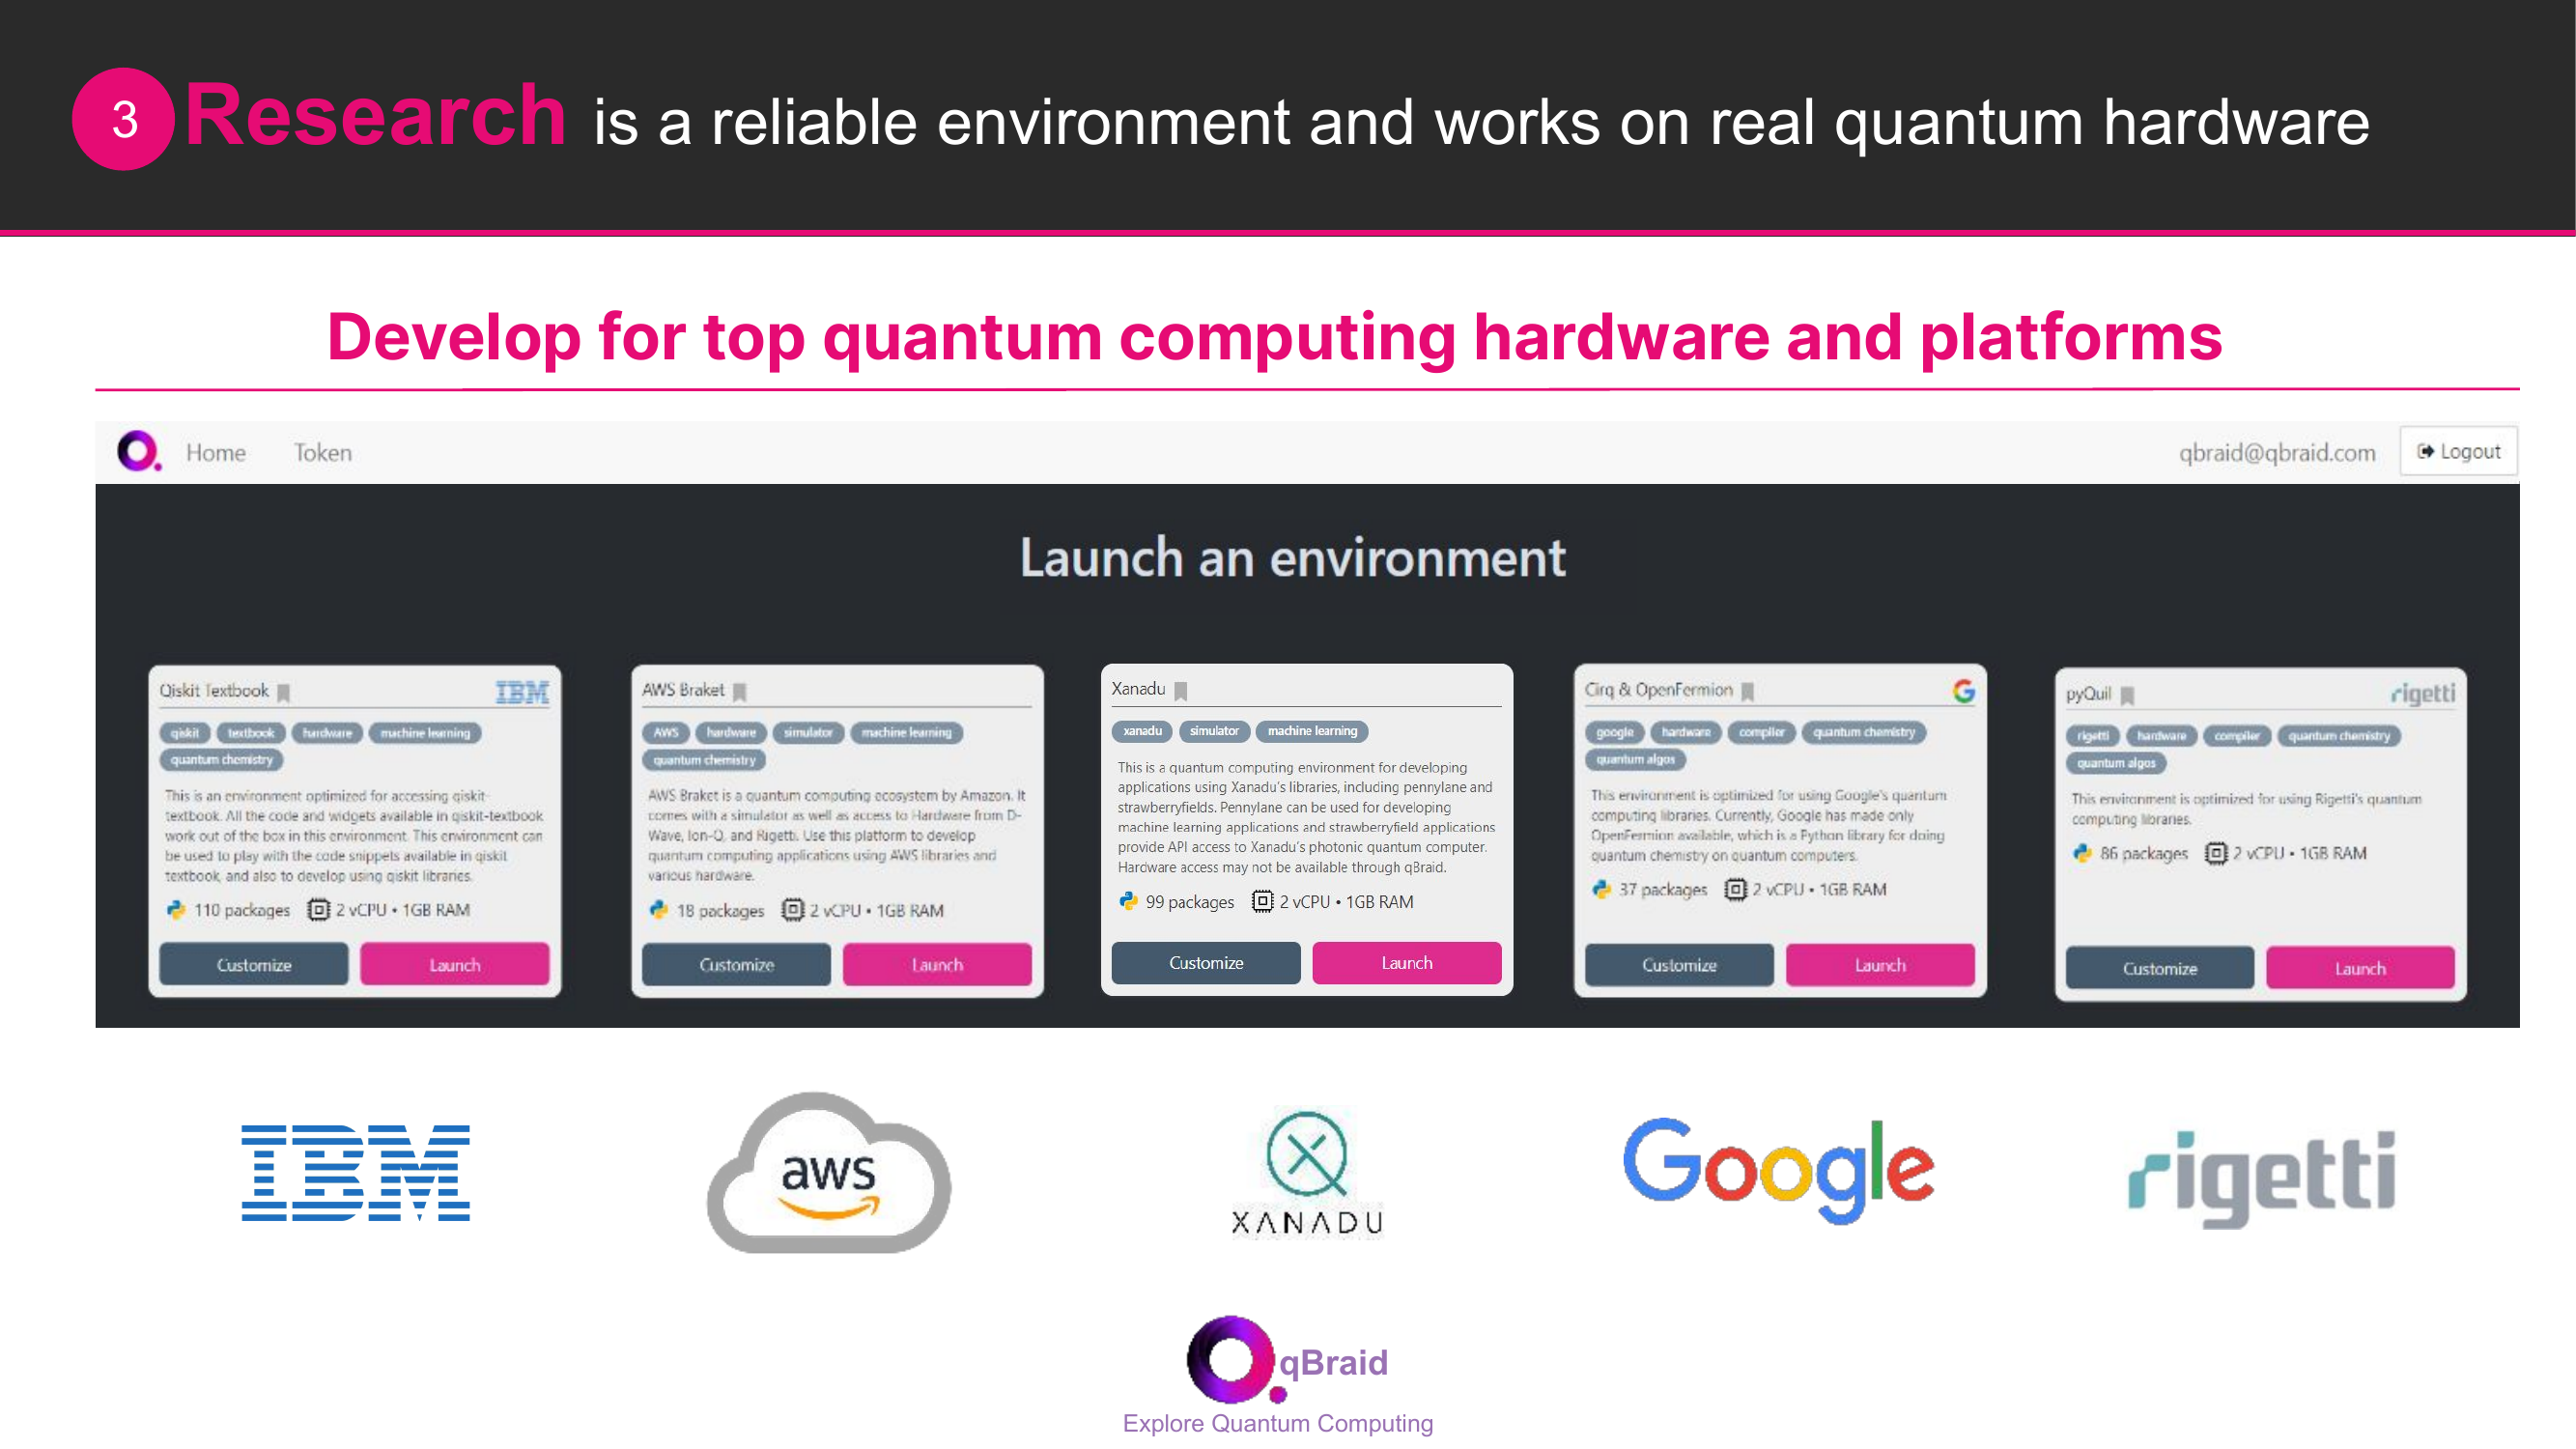 3 Research is a reliable environment and works on real quantum hardware
Develop for top quantum computing hardware and platforms
Home Token qbraid@qbraid.com Logout
Launch an environment
Qiskit Textbook IBM
qiskit textbook hardware machine learning
quantum chemistry
This is an environment optimized for accessing qiskit-
textbook. All the code and widgets available in qiskit-textbook
work out of the box in this environment. This environment can
be used to play with the code snippets available in qiskit
textbook, and also to develop using qiskit libraries.
110 packages 2 vCPU • 1GB RAM
Customize Launch
AWS Braket
AWS hardware simulator machine learning
quantum chemistry
AWS Braket is a quantum computing ecosystem by Amazon. It
comes with a simulator as well as access to Hardware from D-
Wave, Ion-Q, and Rigetti. Use this platform to develop
quantum computing applications using AWS libraries and
various hardware.
18 packages 2 vCPU • 1GB RAM
Customize Launch
Xanadu
xanadu simulator machine learning
This is a quantum computing environment for developing
applications using Xanadu's libraries, including pennylane and
strawberryfields. Pennylane can be used for developing
machine learning applications and strawberryfield applications
provide API access to Xanadu's photonic quantum computer.
Hardware access may not be available through qBraid.
99 packages 2 vCPU • 1GB RAM
Customize Launch
Cirq & OpenFermion G
google hardware compiler quantum chemistry
quantum algos
This environment is optimized for using Google's quantum
computing libraries. Currently, Google has made only
OpenFermion available, which is a Python library for doing
quantum chemistry on quantum computers.
37 packages 2 vCPU • 1GB RAM
Customize Launch
pyQuil rigetti
rigetti hardware compiler quantum chemistry
quantum algos
This environment is optimized for using Rigetti's quantum
computing libraries.
86 packages 2 vCPU • 1GB RAM
Customize Launch
IBM
aws
XANADU
Google
rigetti
qBraid
Explore Quantum Computing